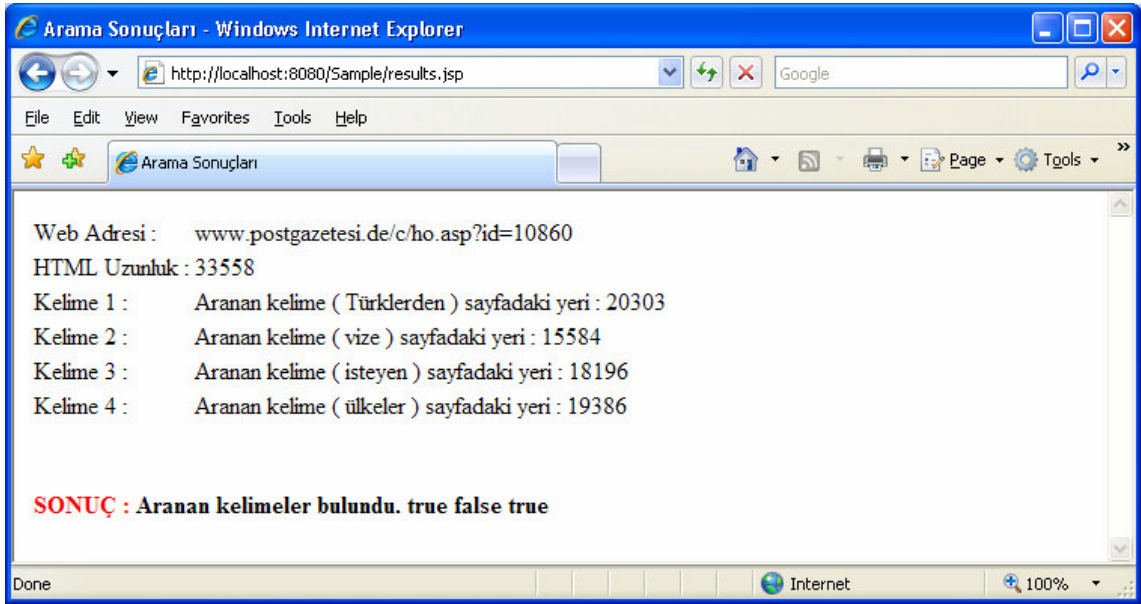 Arama Sonuçları - Windows Internet Explorer
http://localhost:8080/Sample/results.jsp
Google
File Edit View Favorites Tools Help
Arama Sonuçları
Page Tools »
Web Adresi : www.postgazetesi.de/c/ho.asp?id=10860
HTML Uzunluk : 33558
Kelime 1 : Aranan kelime ( Türklerden ) sayfadaki yeri : 20303
Kelime 2 : Aranan kelime ( vize ) sayfadaki yeri : 15584
Kelime 3 : Aranan kelime ( isteyen ) sayfadaki yeri : 18196
Kelime 4 : Aranan kelime ( ülkeler ) sayfadaki yeri : 19386
SONUÇ : Aranan kelimeler bulundu. true false true
Done Internet 100%